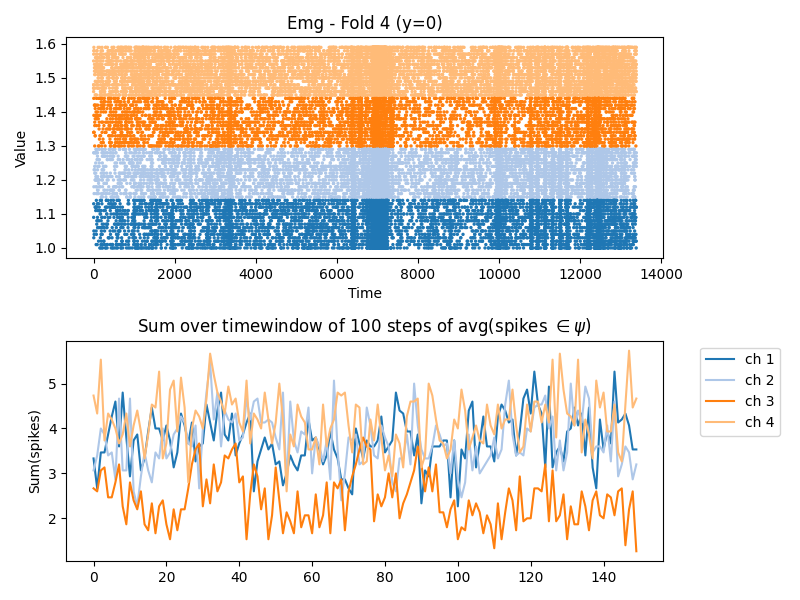 Emg - Fold 4 (y=0)
1.6
1.5
1.4
1.3
1.2
1.1
1.0
Value
0 2000 4000 6000 8000 10000 12000 14000
Time
Sum over timewindow of 100 steps of avg(spikes ∈ ψ)
5
4
3
2
Sum(spikes)
0 20 40 60 80 100 120 140
ch 1
ch 2
ch 3
ch 4